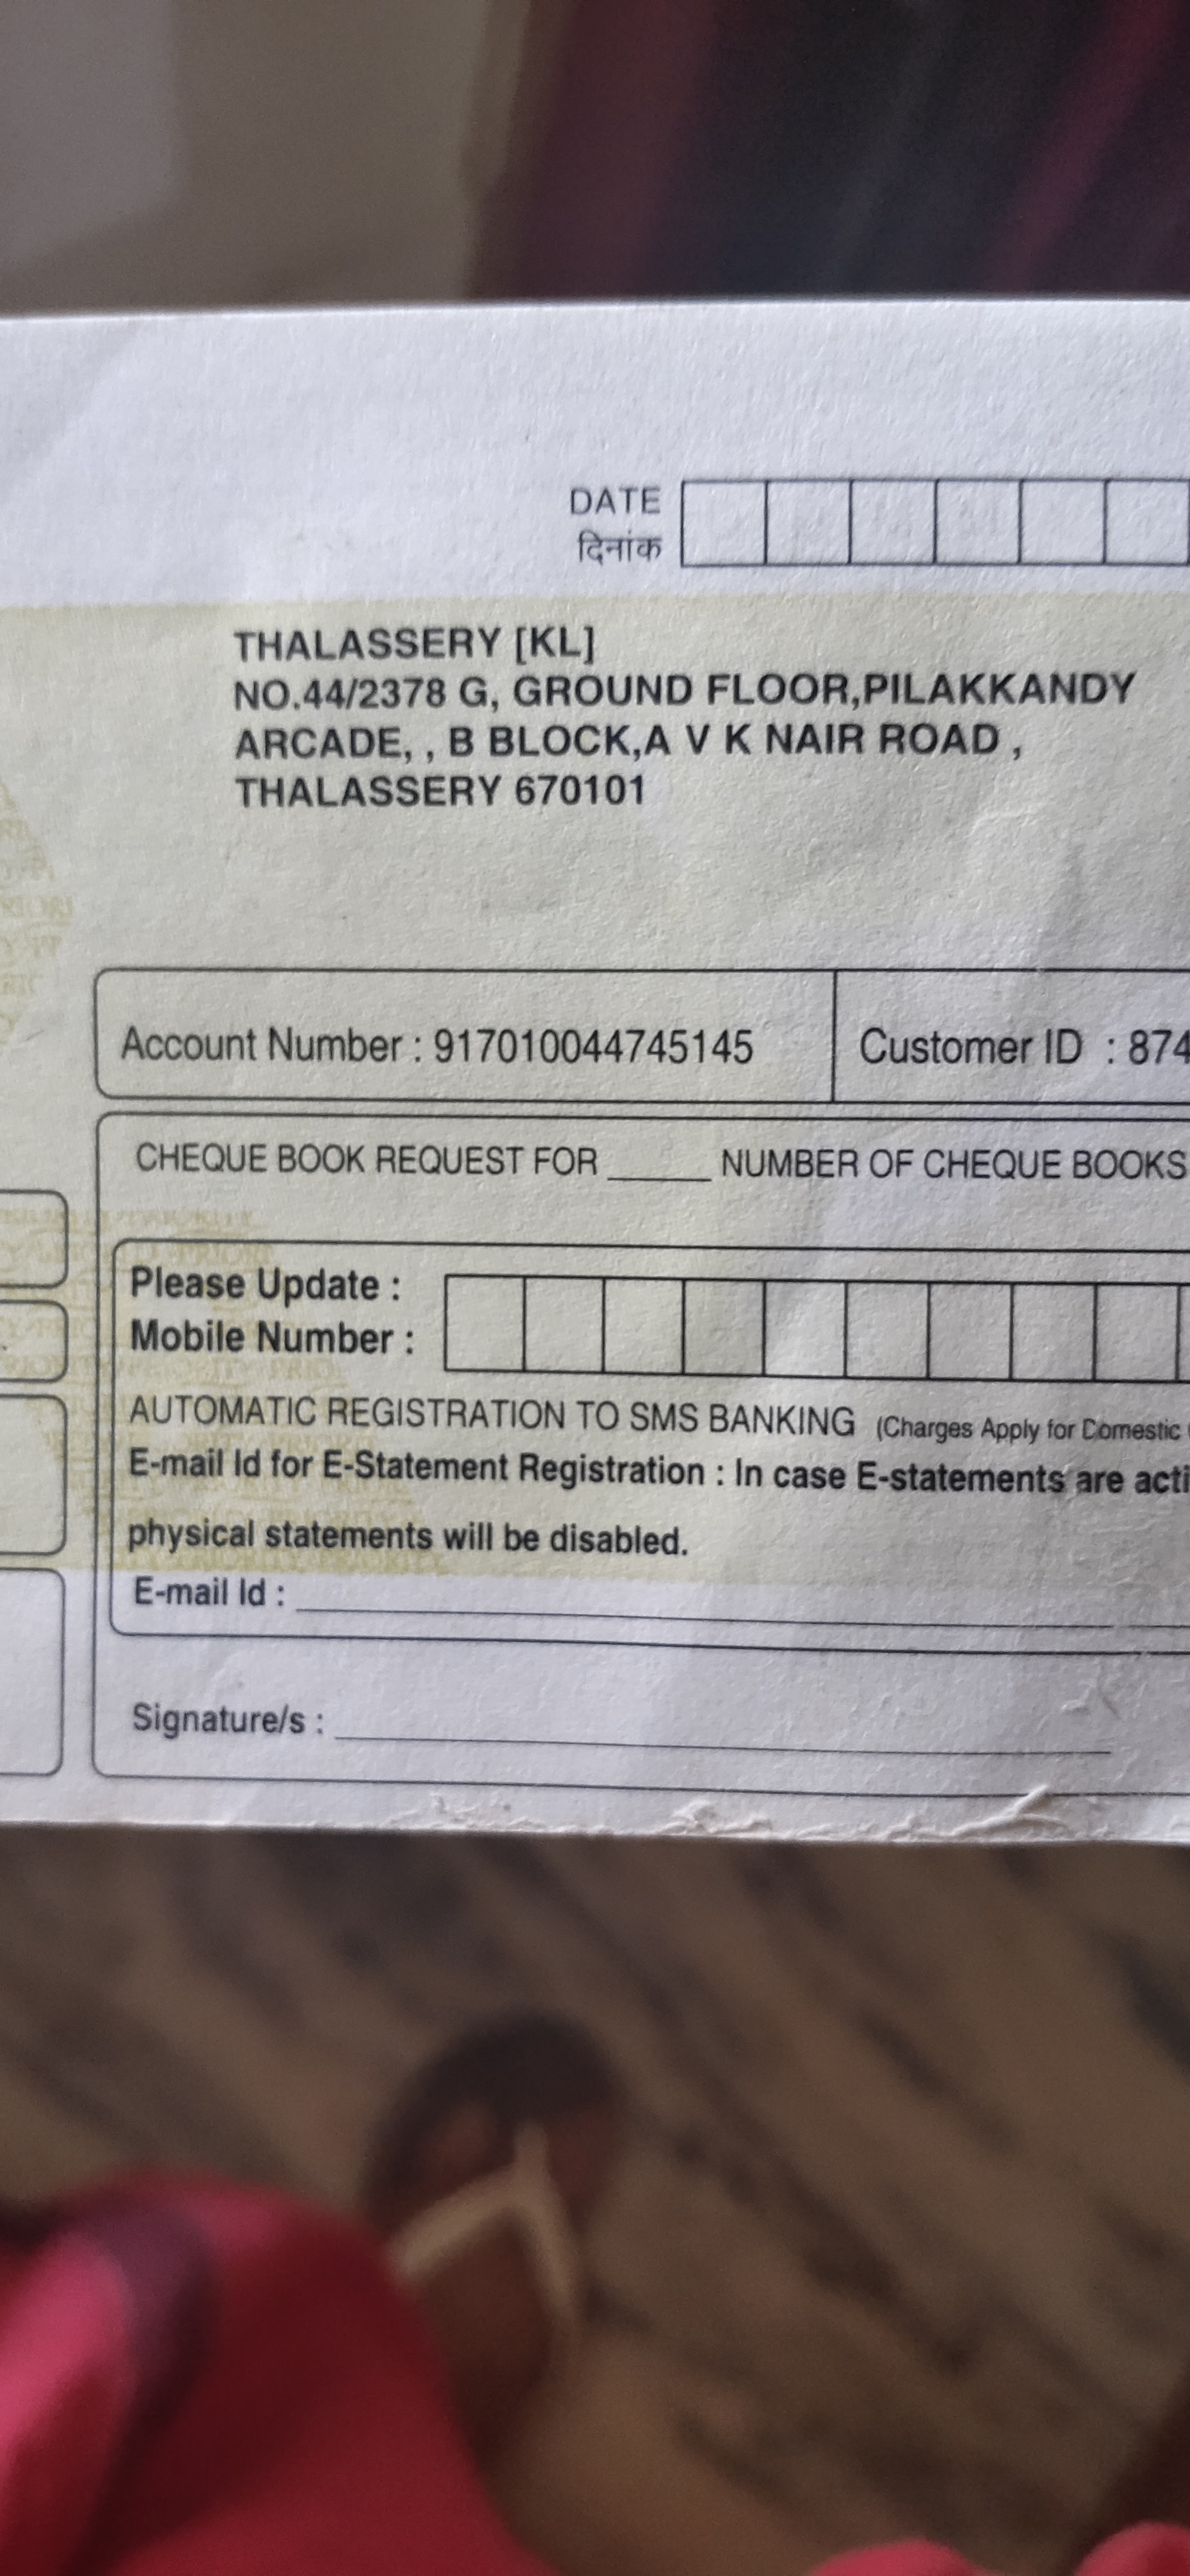 DATE
दिनांक
THALASSERY [KL]
NO.44/2378 G, GROUND FLOOR,PILAKKANDY
ARCADE, , B BLOCK,A V K NAIR ROAD ,
THALASSERY 670101
Account Number : 917010044745145 Customer ID : 874
CHEQUE BOOK REQUEST FOR _____ NUMBER OF CHEQUE BOOKS
Please Update :
Mobile Number :
AUTOMATIC REGISTRATION TO SMS BANKING (Charges Apply for Domestic
E-mail Id for E-Statement Registration : In case E-statements are acti
physical statements will be disabled.
E-mail Id :
Signature/s :